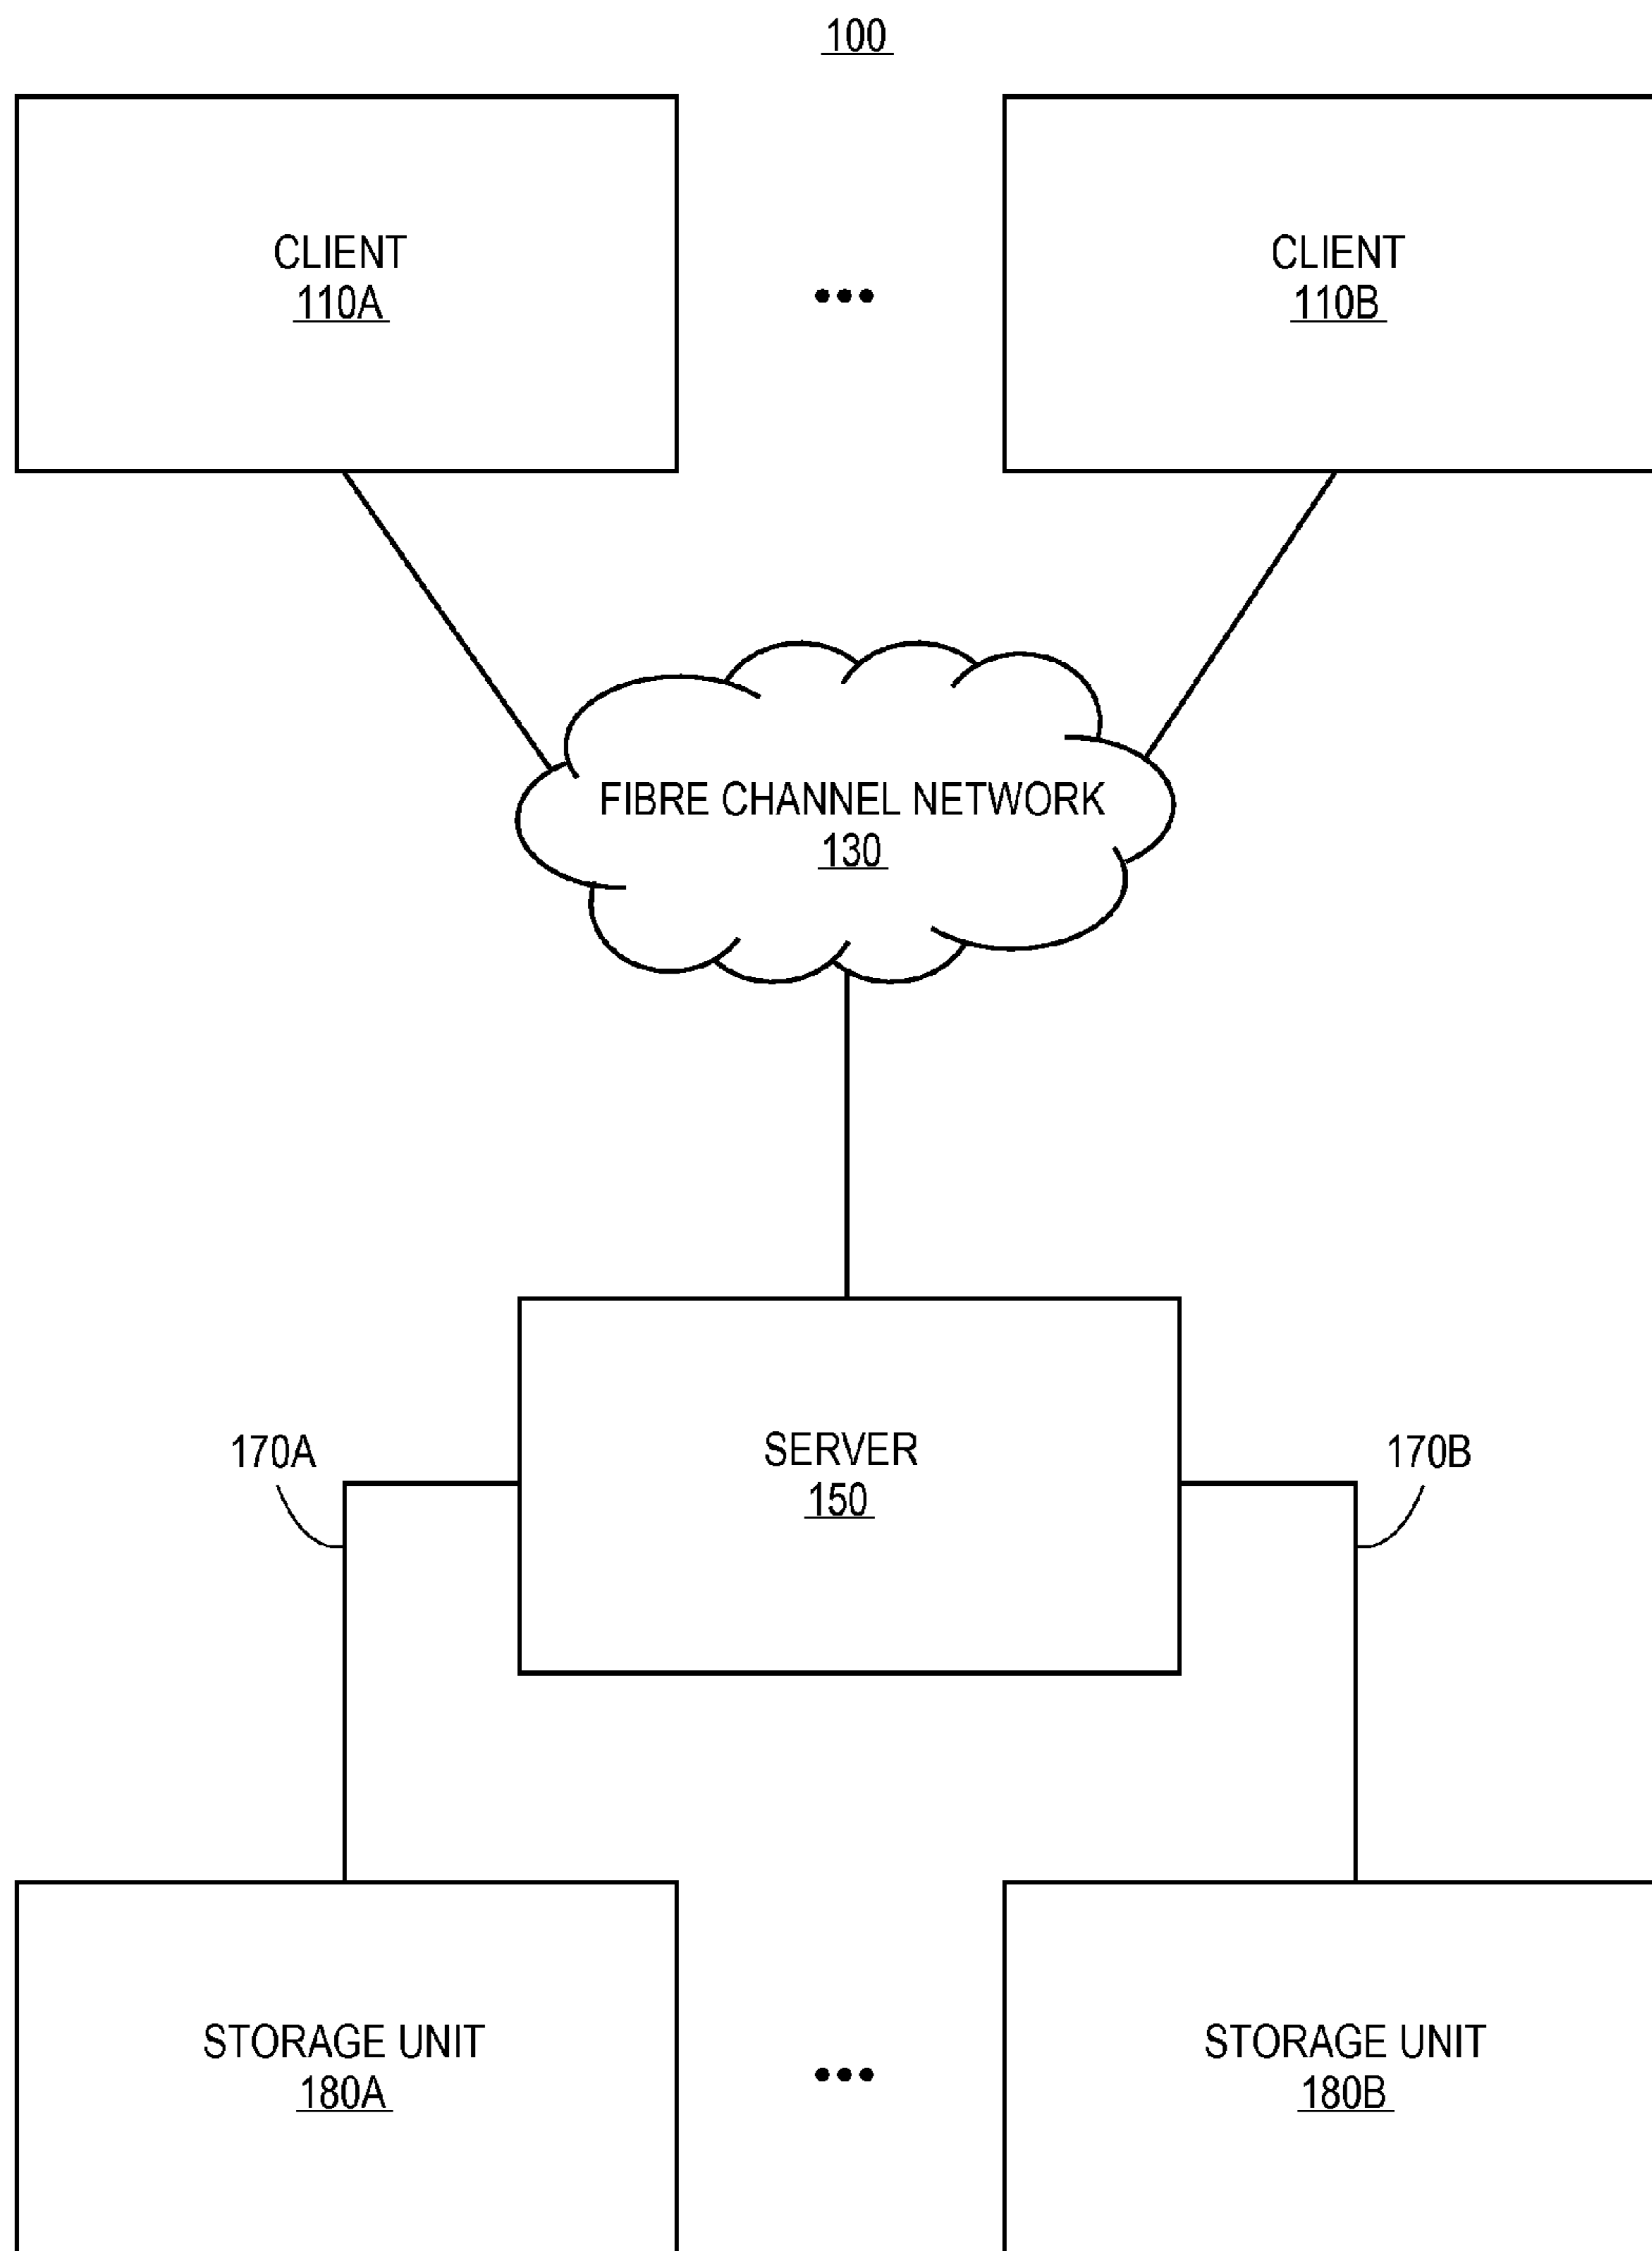 100
CLIENT
110A
•••
CLIENT
110B
FIBRE CHANNEL NETWORK
130
170A
SERVER
150
170B
STORAGE UNIT
180A
•••
STORAGE UNIT
180B